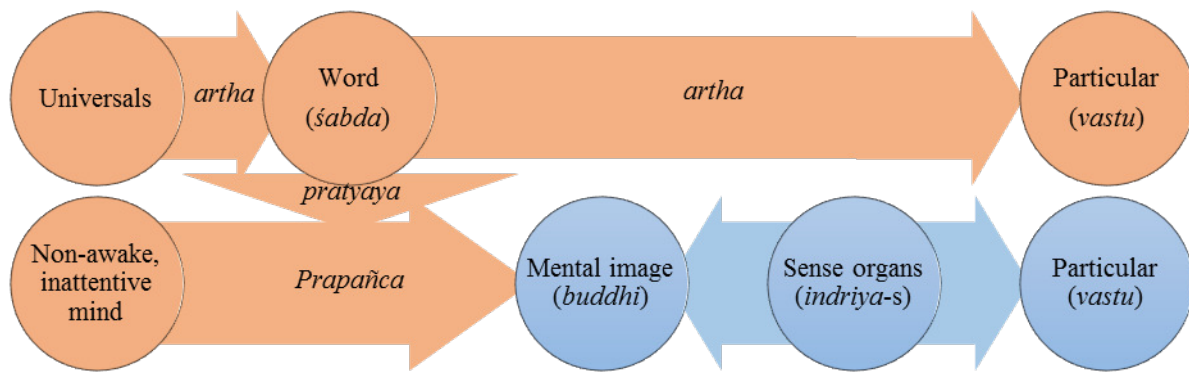 Universals
artha
Word
(śabda)
artha
Particular
(vastu)
pratyaya
Non-awake,
inattentive
mind
Prapañca
Mental image
(buddhi)
Sense organs
(indriya-s)
Particular
(vastu)